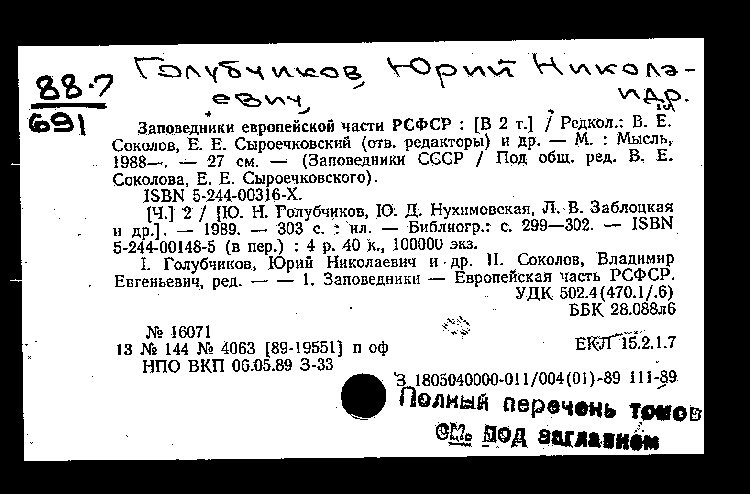 Голубчиков Юрий Никола-
евич, и др.
88.7
691
Заповедники европейской части РСФСР : [В 2 т.] / Редкол.: В. Е.
Соколов, Е. Е. Сыроечковский (отв. редакторы) и др. — М. : Мысль,
1988—. — 27 см. — (Заповедники СССР / Под общ. ред. В. Е.
Соколова, Е. Е. Сыроечковского).
ISBN 5-244-00316-X.
[Ч.] 2 / [Ю. Н. Голубчиков, Ю. Д. Нухимовская, Л. В. Заблоцкая
и др.]. — 1989. — 303 с. : ил. — Библиогр.: с. 299—302. — ISBN
5-244-00148-5 (в пер.) : 4 р. 40 к., 100000 экз.
I. Голубчиков, Юрий Николаевич и др. II. Соколов, Владимир
Евгеньевич, ред. — — 1. Заповедники — Европейская часть РСФСР.
УДК 502.4(470.1/.6)
ББК 28.088л6
№ 16071
13 № 144 № 4063 [89-19551] п оф
ЕКЛ 15.2.1.7
НПО ВКП 06.05.89 З-33
З 1805040000-011/004(01)-89 111-89
Полный перечень томов
см. под заглавием